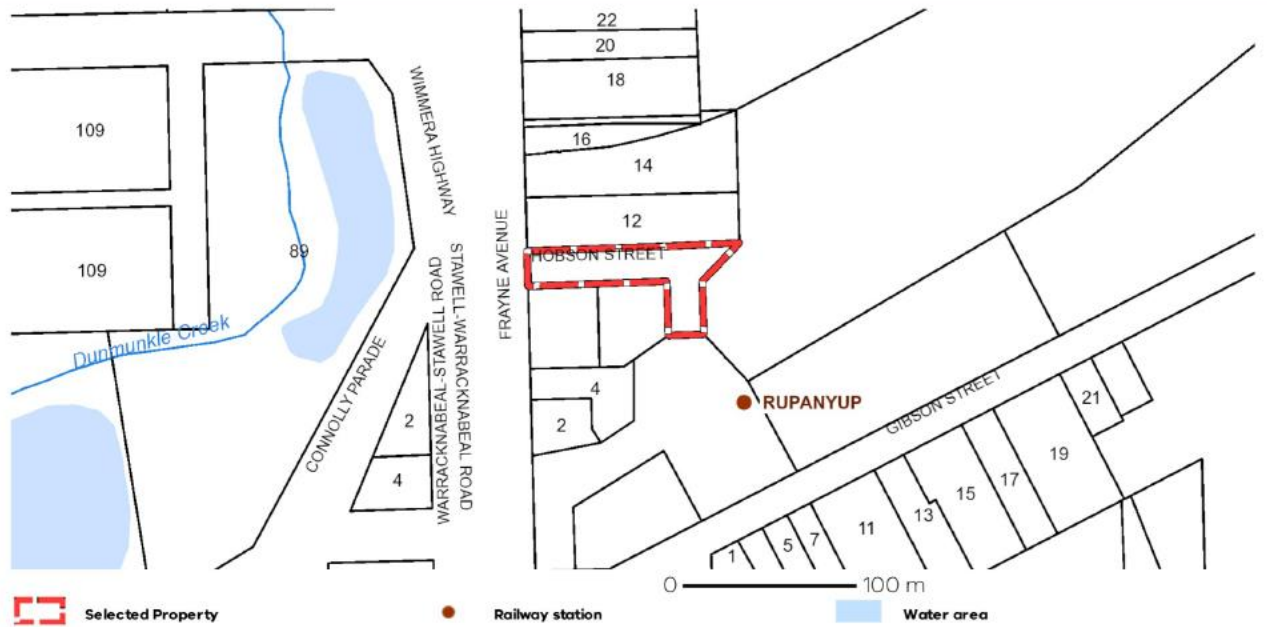 22
20
18
16
14
12
109
109
89
WIMMERA HIGHWAY
HOBSON STREET
FRAYNE AVENUE
STAWELL-WARRACKNABEAL ROAD
WARRACKNABEAL-STAWELL ROAD
Dunmunkle Creek
CONNOLLY PARADE
2
4
4
2
RUPANYUP
GIBSON STREET
21
19
17
15
13
11
7
5
1
0 100 m
Selected Property
Railway station
Water area